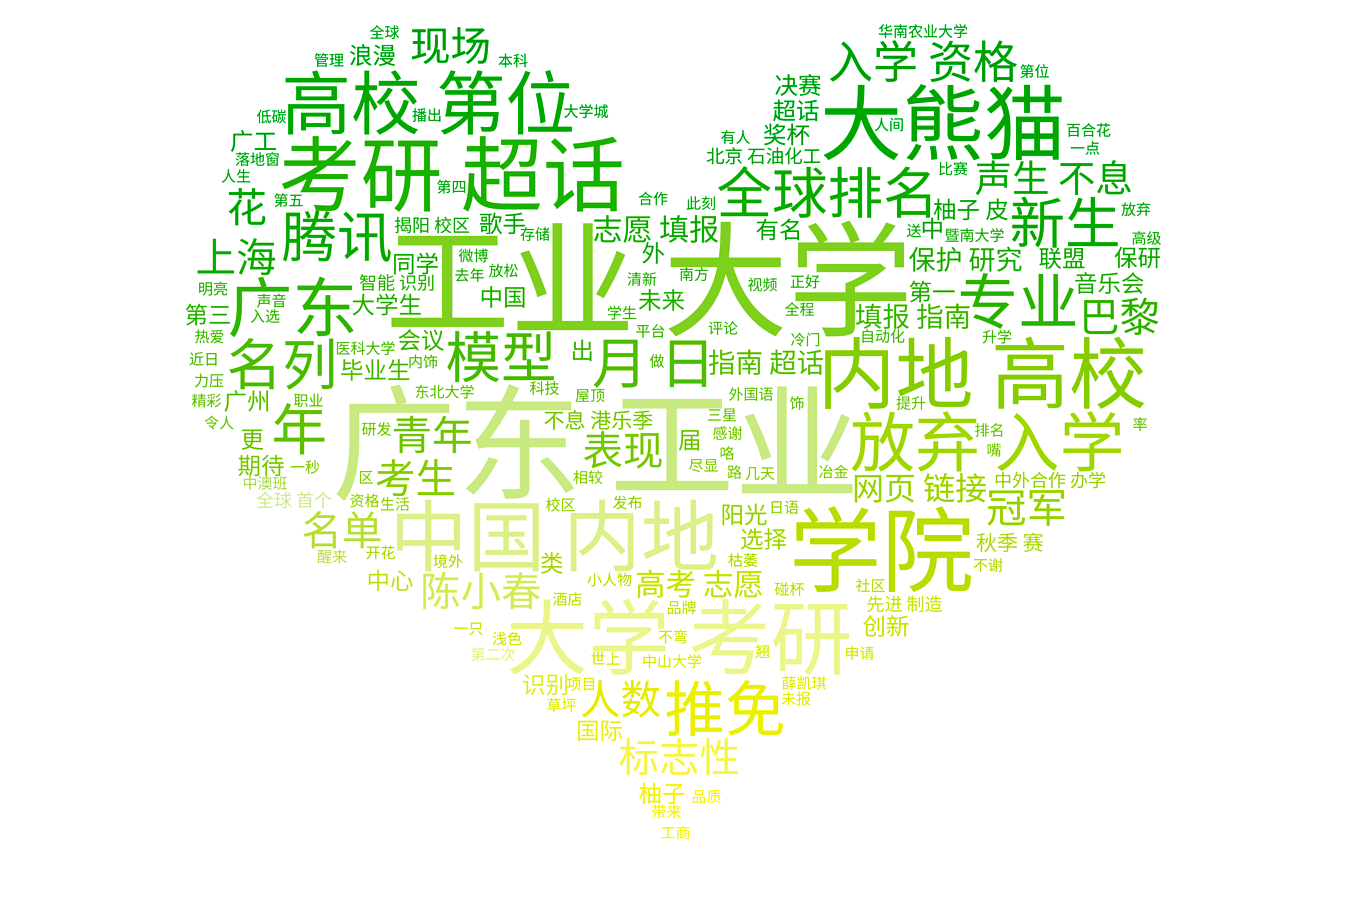 全球
华南农业大学
管理 浪漫 现场 本科
入学 资格 第位
高校 第位
决赛
低碳 播出 大学城
超话 大熊猫
广工
有人 奖杯 人间 百合花
落地窗 考研 超话
北京 石油化工 一点
人生 第四 比赛
花 第五
合作 此刻 全球排名 声生 不息
揭阳 校区 歌手 存储
志愿 填报 有名
柚子 皮 新生 放弃
送 中 暨南大学 高级
上海 腾讯 同学 微博
外 保护 研究 联盟 保研
去年 放松
清新 南方 视频 正好
明亮 广东 智能 识别
工业 大学
第一 专业 音乐会
声音 大学生 中国 未来
第三 入选 学生 全程
填报 指南 巴黎
热爱 会议 平台 评论 冷门 自动化 升学
名列 医科大学 模型 出 月 日 做
近日 毕业生 内饰
指南 超话 内地 高校
力压
精彩 广州 职业 东北大学 科技 屋顶 外国语 饰 提升
令人 年
广东 工业
不息 港乐季 三星
更 研发 青年 表现 届 感谢 放弃 入学 排名 率
期待 一秒 咯 嘴
中澳班 区 考生 相较 尽显 路 几天 冶金
网页 链接 中外合作 办学
全球 首个 资格 生活 校区 发布 日语
名单 中国 内地 阳光 学院 冠军
醒来 开花 选择 秋季 赛
境外 类 枯萎 不谢
中心 陈小春 小人物 高考 志愿 碰杯 社区
酒店 品牌 先进 制造
一只 浅色 大学 考研 不弯 创新
第二次 世上 中山大学 翘 申请
识别 项目 薛凯琪
草坪 人数 推免 未报
国际
标志性
柚子 品质
带来
工商